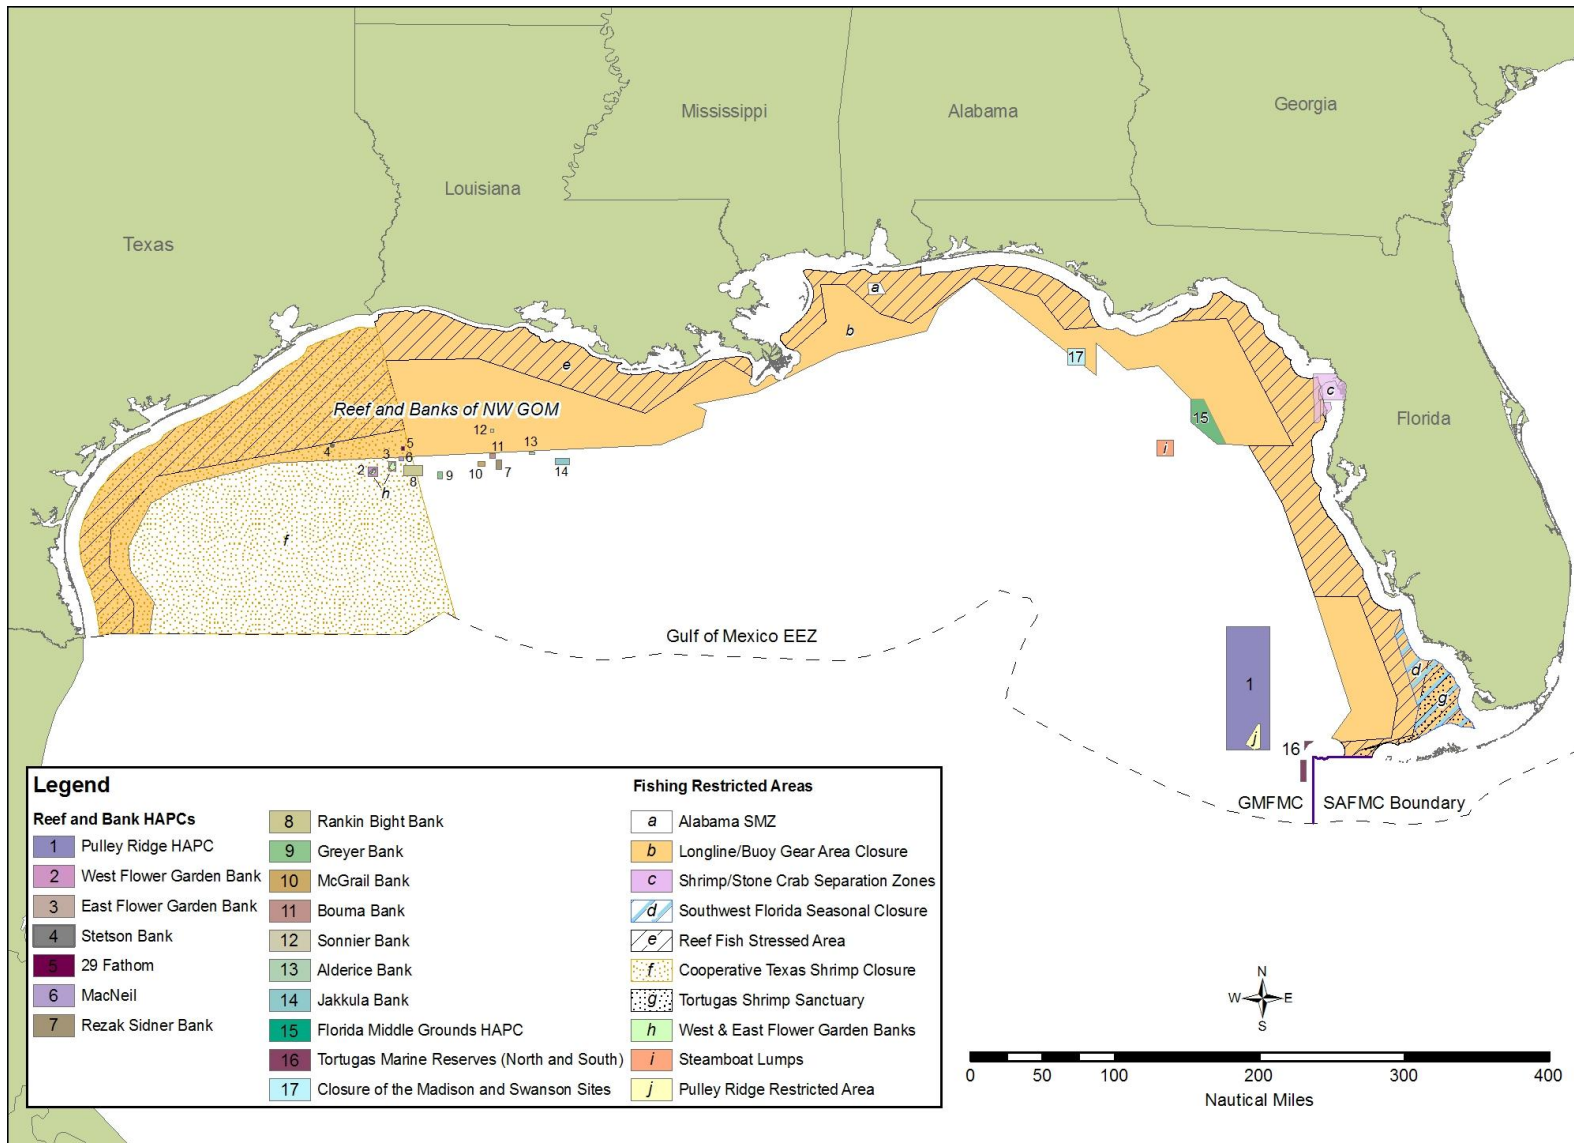 Georgia
Mississippi
Alabama
Louisiana
Texas
a
b
17
e
c
Reef and Banks of NW GOM
15
Florida
12
4
5
11
13
i
3
6
2
8
9
10
7
14
h
f
Gulf of Mexico EEZ
d
1
g
j
16
GMFMC
SAFMC Boundary
Legend
Reef and Bank HAPCs
1 Pulley Ridge HAPC
2 West Flower Garden Bank
3 East Flower Garden Bank
4 Stetson Bank
5 29 Fathom
6 MacNeil
7 Rezak Sidner Bank
8 Rankin Bight Bank
9 Greyer Bank
10 McGrail Bank
11 Bouma Bank
12 Sonnier Bank
13 Alderice Bank
14 Jakkula Bank
15 Florida Middle Grounds HAPC
16 Tortugas Marine Reserves (North and South)
17 Closure of the Madison and Swanson Sites
Fishing Restricted Areas
a Alabama SMZ
b Longline/Buoy Gear Area Closure
c Shrimp/Stone Crab Separation Zones
d Southwest Florida Seasonal Closure
e Reef Fish Stressed Area
f Cooperative Texas Shrimp Closure
g Tortugas Shrimp Sanctuary
h West & East Flower Garden Banks
i Steamboat Lumps
j Pulley Ridge Restricted Area
N
W E
S
0 50 100 200 300 400
Nautical Miles